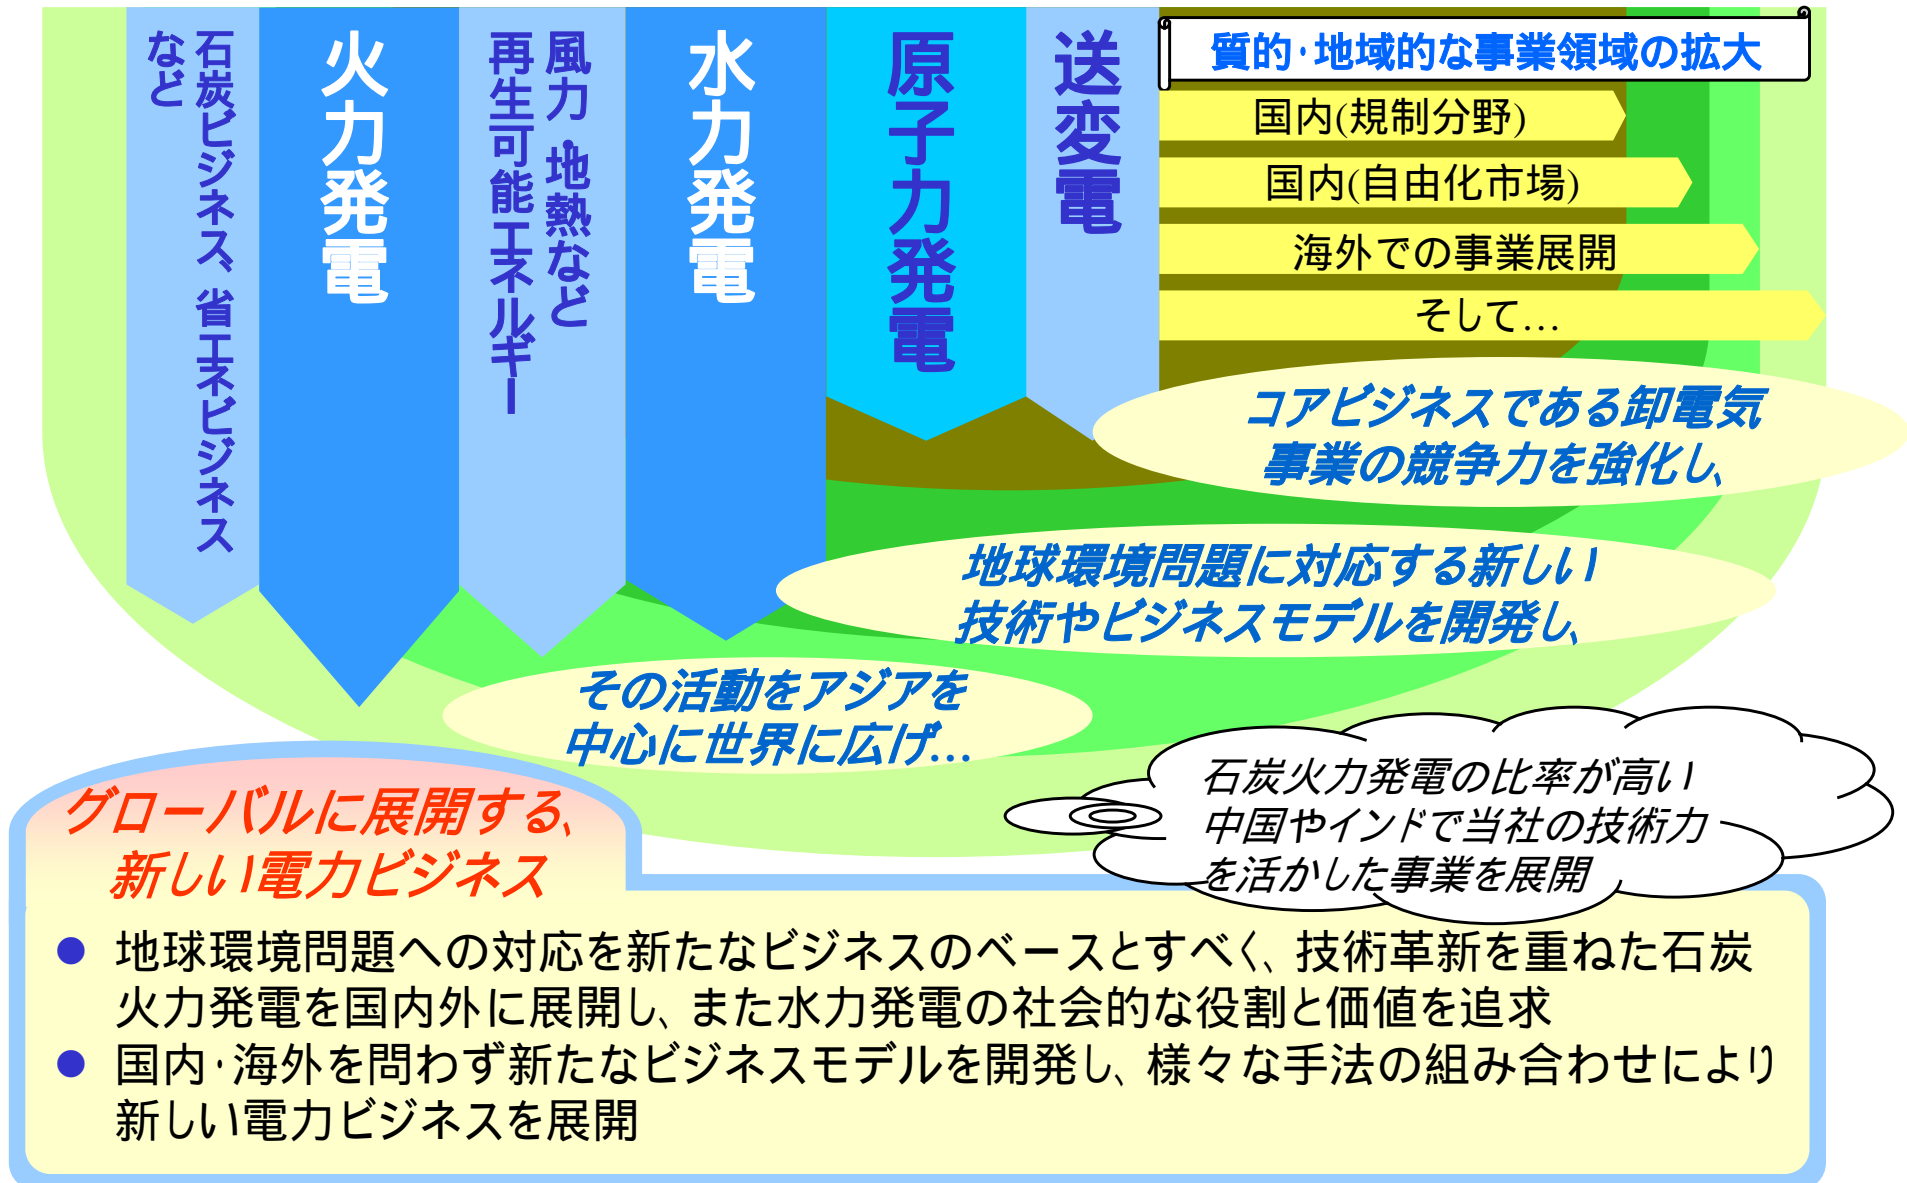 石炭ビジネス、省エネビジネス
など
火力発電
風力・地熱など
再生可能エネルギー
水力発電
原子力発電
送変電
質的・地域的な事業領域の拡大
国内(規制分野)
国内(自由化市場)
海外での事業展開
そして…
コアビジネスである卸電気
事業の競争力を強化し、
地球環境問題に対応する新しい
技術やビジネスモデルを開発し、
その活動をアジアを
中心に世界に広げ…
石炭火力発電の比率が高い
中国やインドで当社の技術力
を活かした事業を展開
グローバルに展開する、
新しい電力ビジネス
● 地球環境問題への対応を新たなビジネスのベースとすべく、技術革新を重ねた石炭
火力発電を国内外に展開し、また水力発電の社会的な役割と価値を追求
● 国内・海外を問わず新たなビジネスモデルを開発し、様々な手法の組み合わせにより
新しい電力ビジネスを展開